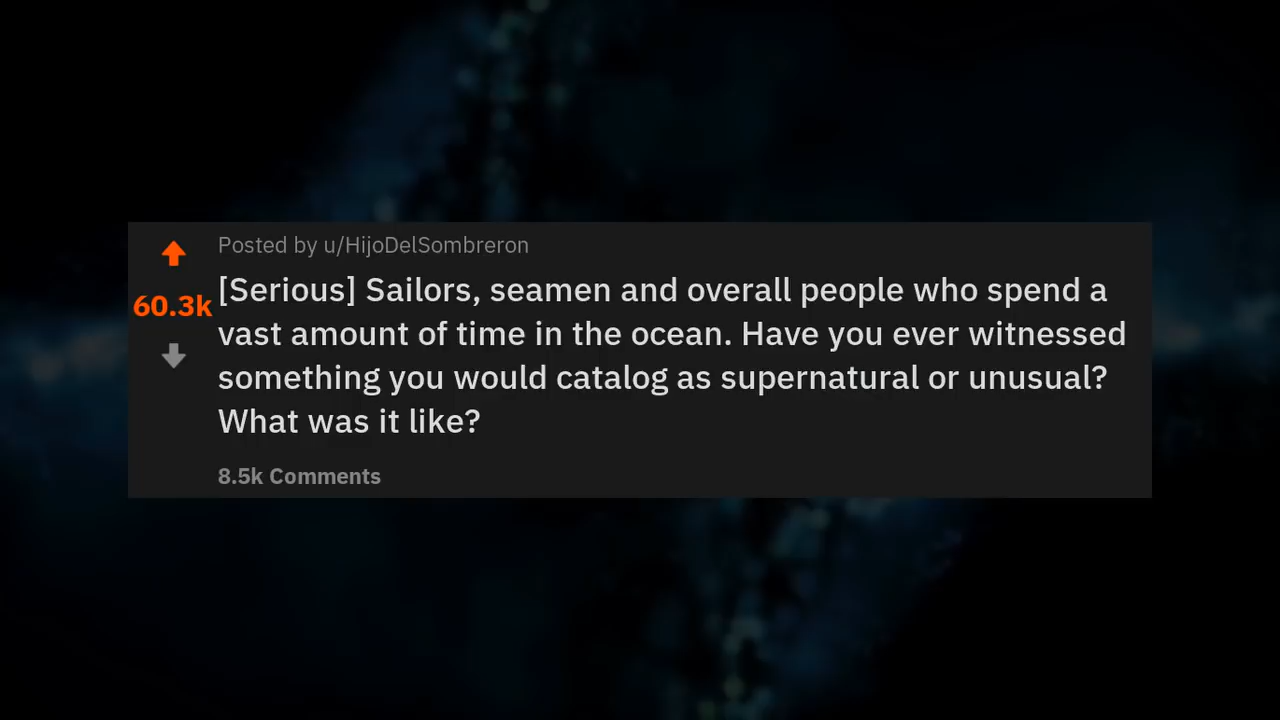 Posted by u/HijoDelSombreron
60.3k
[Serious] Sailors, seamen and overall people who spend a
vast amount of time in the ocean. Have you ever witnessed
something you would catalog as supernatural or unusual?
What was it like?
8.5k Comments